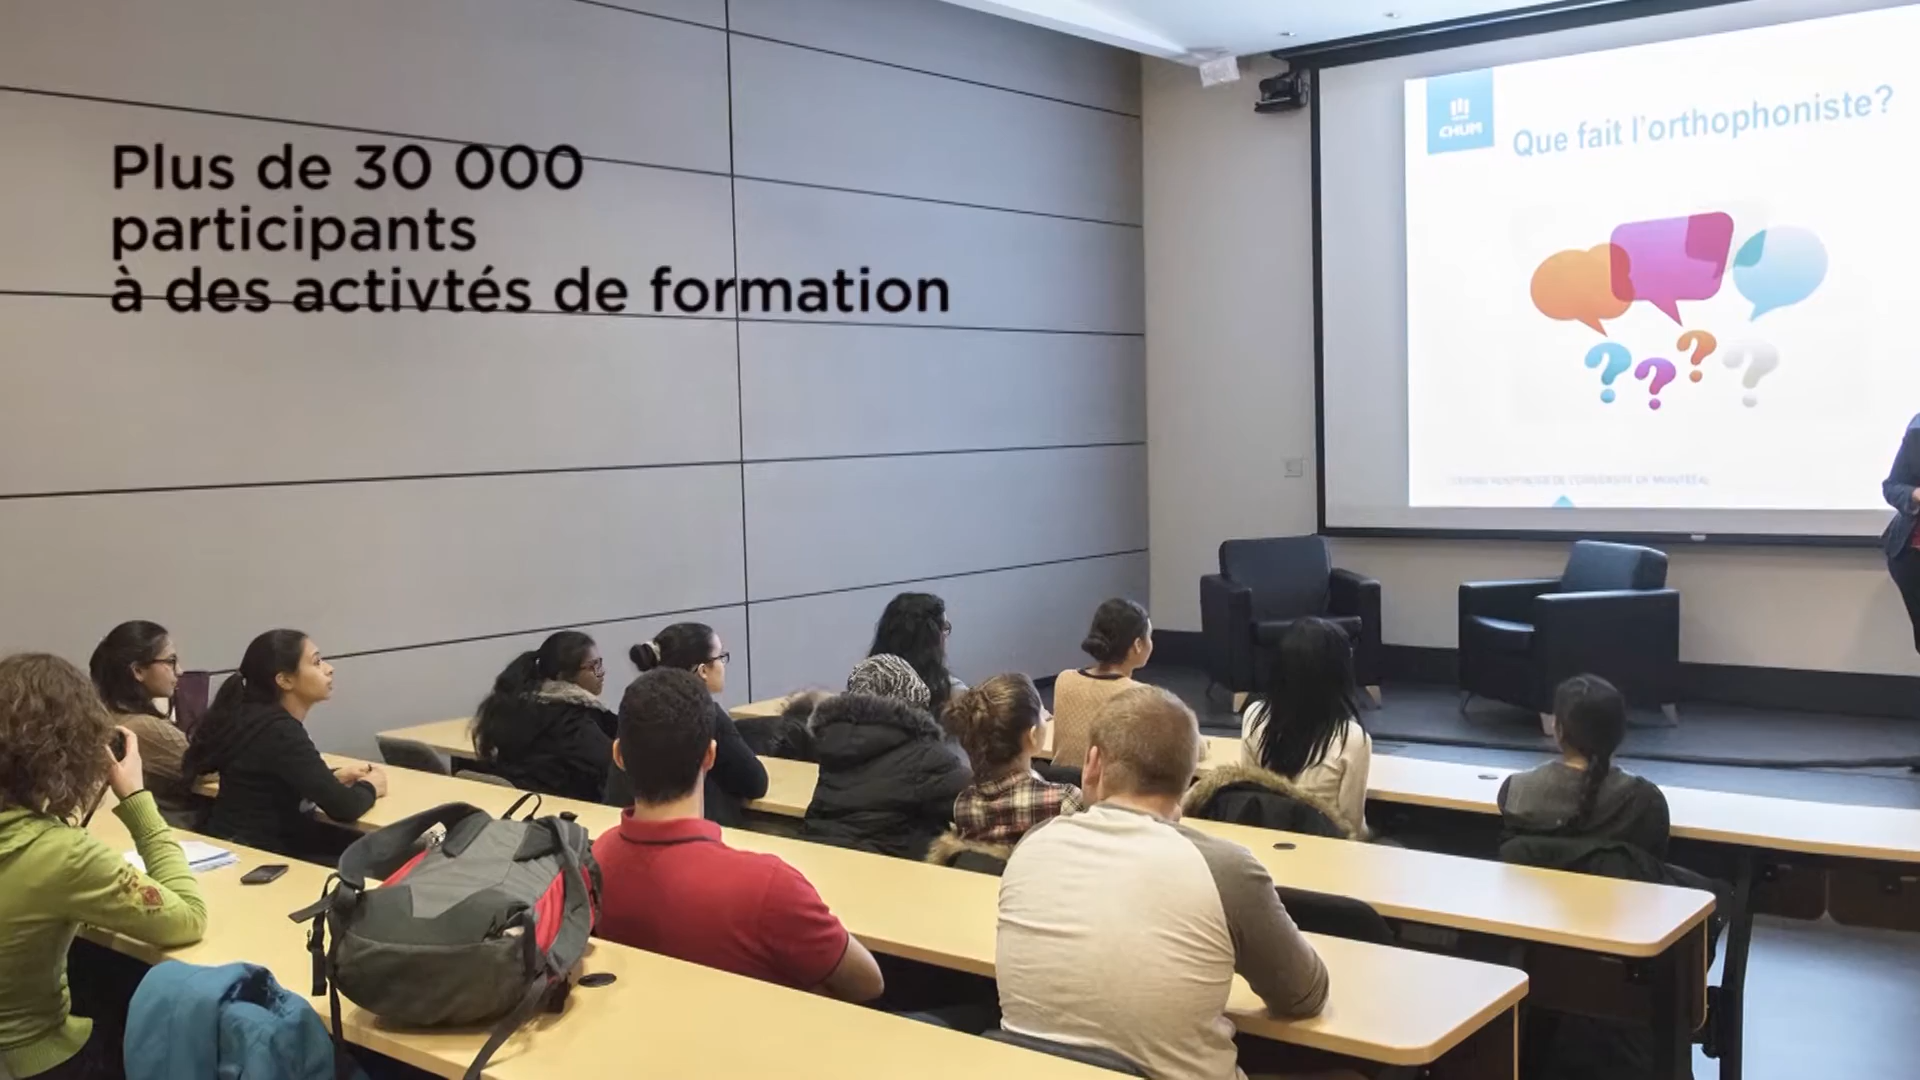 Plus de 30 000
participants
à des activtés de formation
CHUM
Que fait l'orthophoniste?